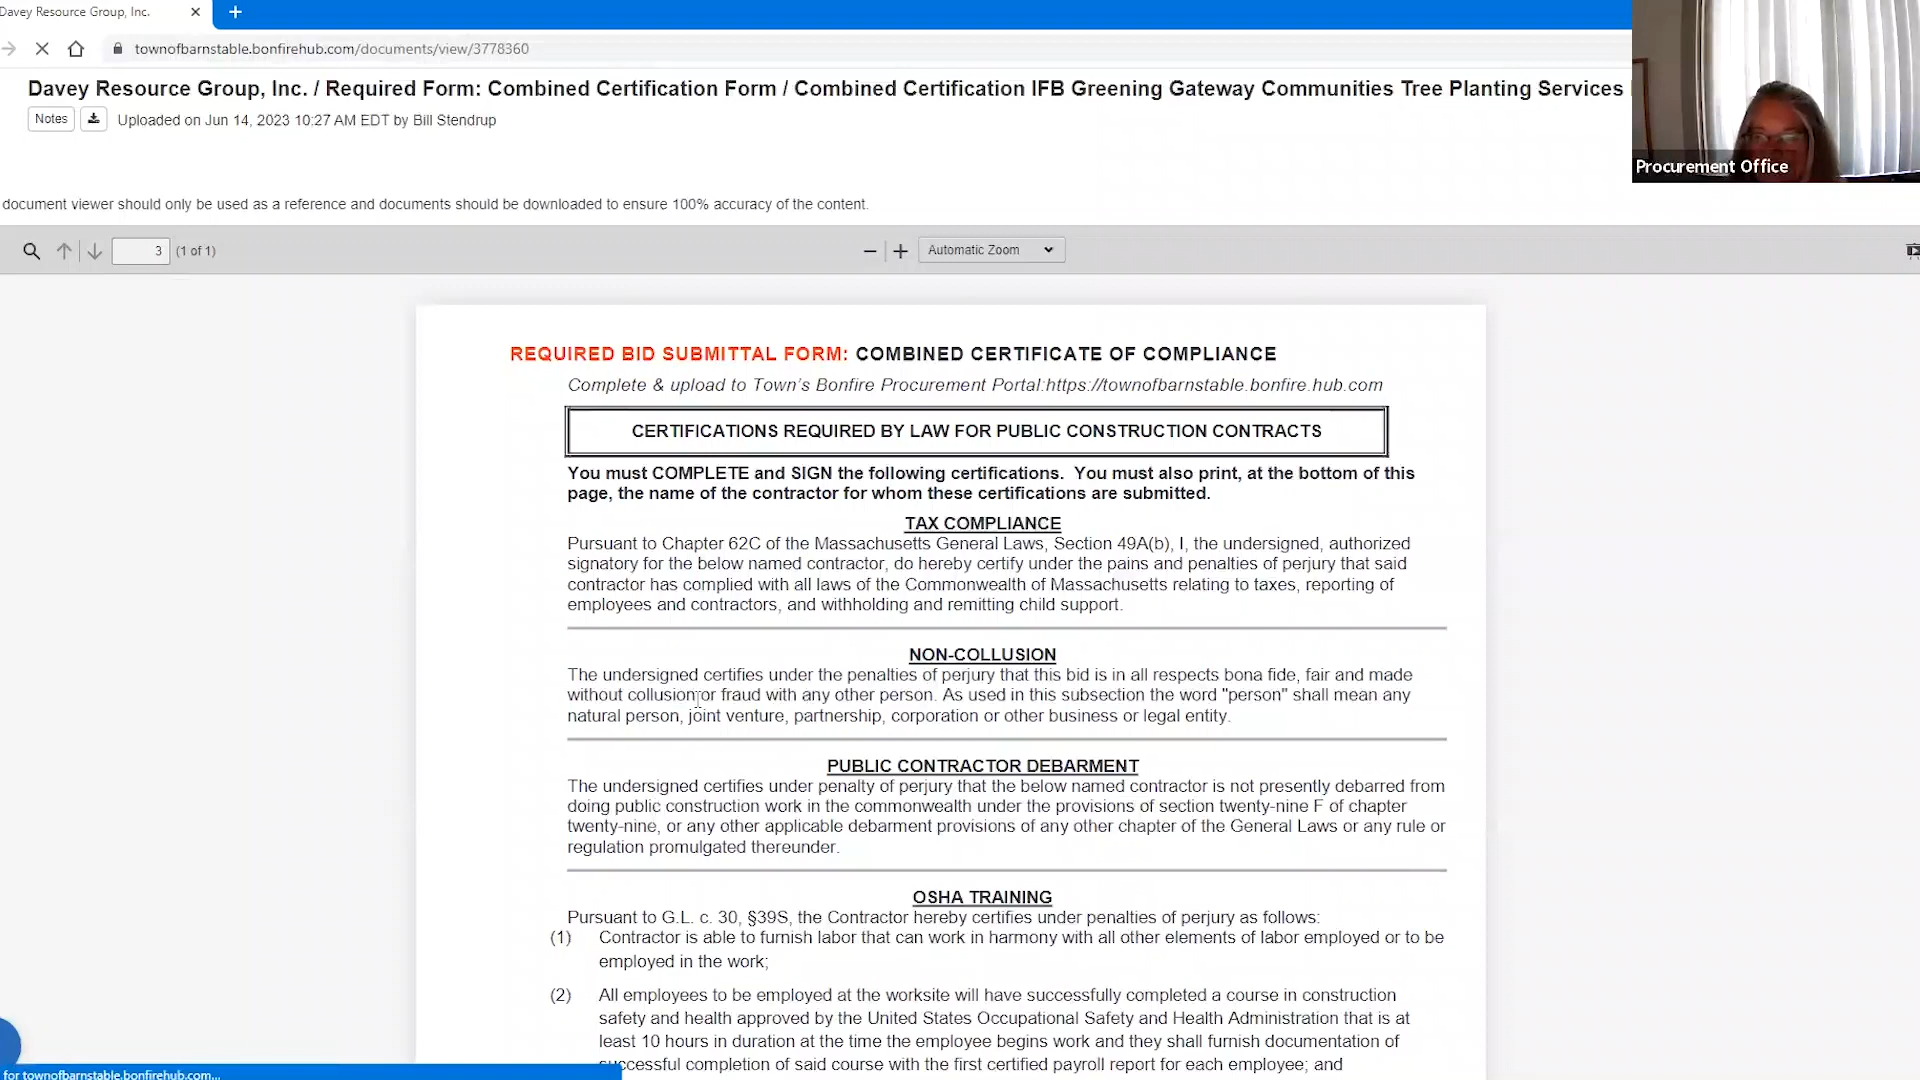 Davey Resource Group, Inc.
townofbarnstable.bonfirehub.com/documents/view/3778360
Davey Resource Group, Inc. / Required Form: Combined Certification Form / Combined Certification IFB Greening Gateway Communities Tree Planting Services
Notes Uploaded on Jun 14, 2023 10:27 AM EDT by Bill Stendrup
Procurement Office
document viewer should only be used as a reference and documents should be downloaded to ensure 100% accuracy of the content.
3 (1 of 1) Automatic Zoom
REQUIRED BID SUBMITTAL FORM: COMBINED CERTIFICATE OF COMPLIANCE
Complete & upload to Town's Bonfire Procurement Portal:https://townofbarnstable.bonfire.hub.com
CERTIFICATIONS REQUIRED BY LAW FOR PUBLIC CONSTRUCTION CONTRACTS
You must COMPLETE and SIGN the following certifications. You must also print, at the bottom of this
page, the name of the contractor for whom these certifications are submitted.
TAX COMPLIANCE
Pursuant to Chapter 62C of the Massachusetts General Laws, Section 49A(b), I, the undersigned, authorized
signatory for the below named contractor, do hereby certify under the pains and penalties of perjury that said
contractor has complied with all laws of the Commonwealth of Massachusetts relating to taxes, reporting of
employees and contractors, and withholding and remitting child support.
NON-COLLUSION
The undersigned certifies under the penalties of perjury that this bid is in all respects bona fide, fair and made
without collusion or fraud with any other person. As used in this subsection the word "person" shall mean any
natural person, joint venture, partnership, corporation or other business or legal entity.
PUBLIC CONTRACTOR DEBARMENT
The undersigned certifies under penalty of perjury that the below named contractor is not presently debarred from
doing public construction work in the commonwealth under the provisions of section twenty-nine F of chapter
twenty-nine, or any other applicable debarment provisions of any other chapter of the General Laws or any rule or
regulation promulgated thereunder.
OSHA TRAINING
Pursuant to G.L. c. 30, §39S, the Contractor hereby certifies under penalties of perjury as follows:
(1) Contractor is able to furnish labor that can work in harmony with all other elements of labor employed or to be
employed in the work;
(2) All employees to be employed at the worksite will have successfully completed a course in construction
safety and health approved by the United States Occupational Safety and Health Administration that is at
least 10 hours in duration at the time the employee begins work and they shall furnish documentation of
successful completion of said course with the first certified payroll report for each employee; and
for townofbarnstable.bonfirehub.com...